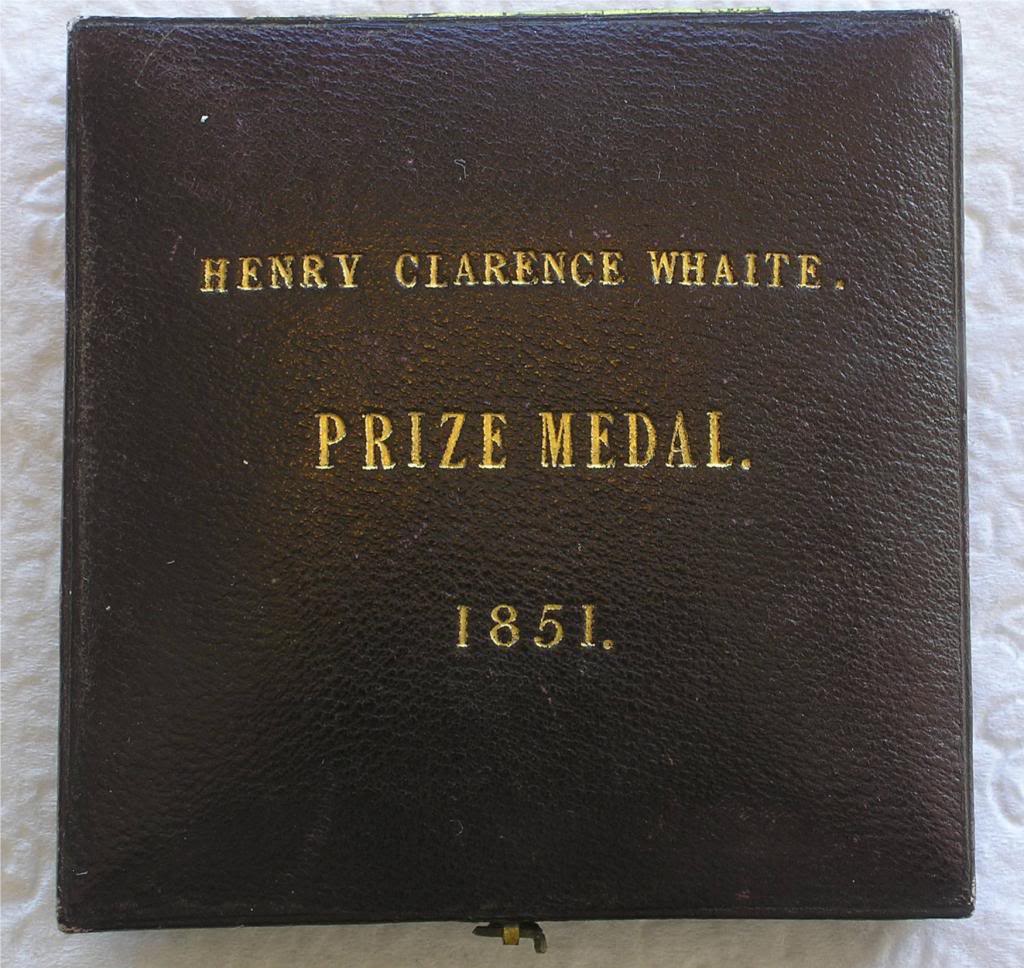 HENRY CLARENCE WHAITE.
PRIZE MEDAL.
1851.